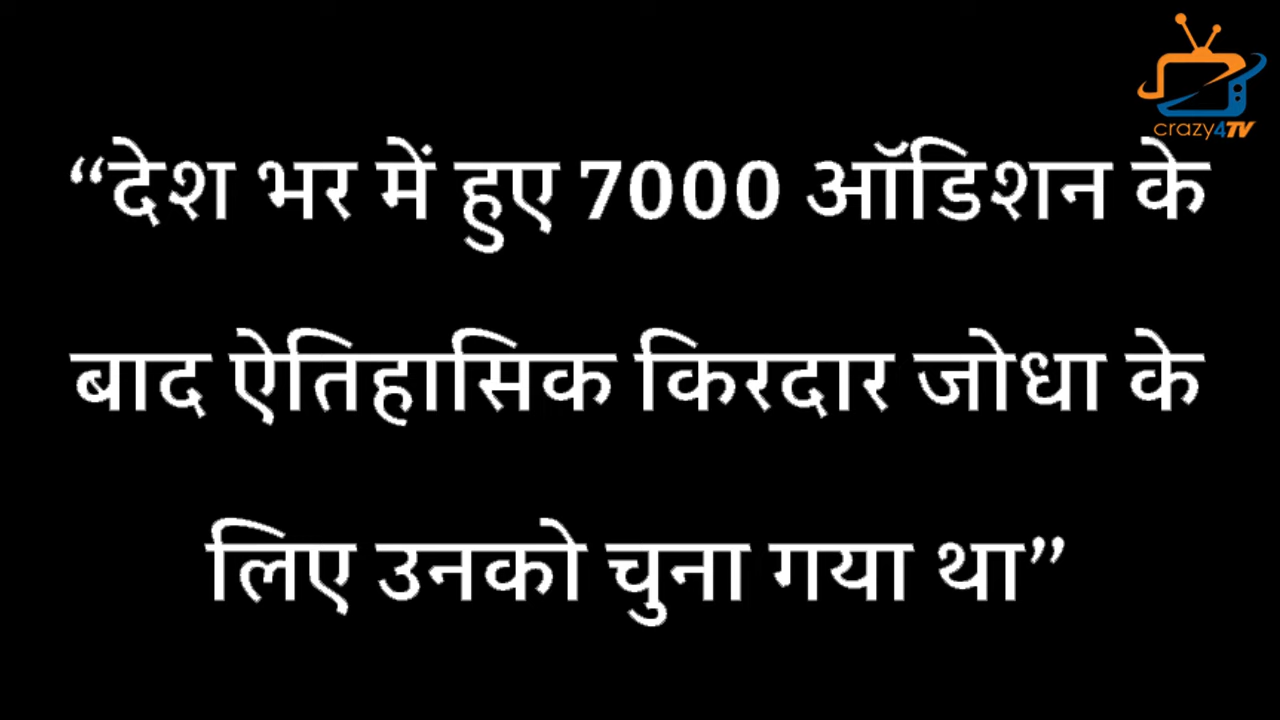 crazy4TV
“देश भर में हुए 7000 ऑडिशन के
बाद ऐतिहासिक किरदार जोधा के
लिए उनको चुना गया था”